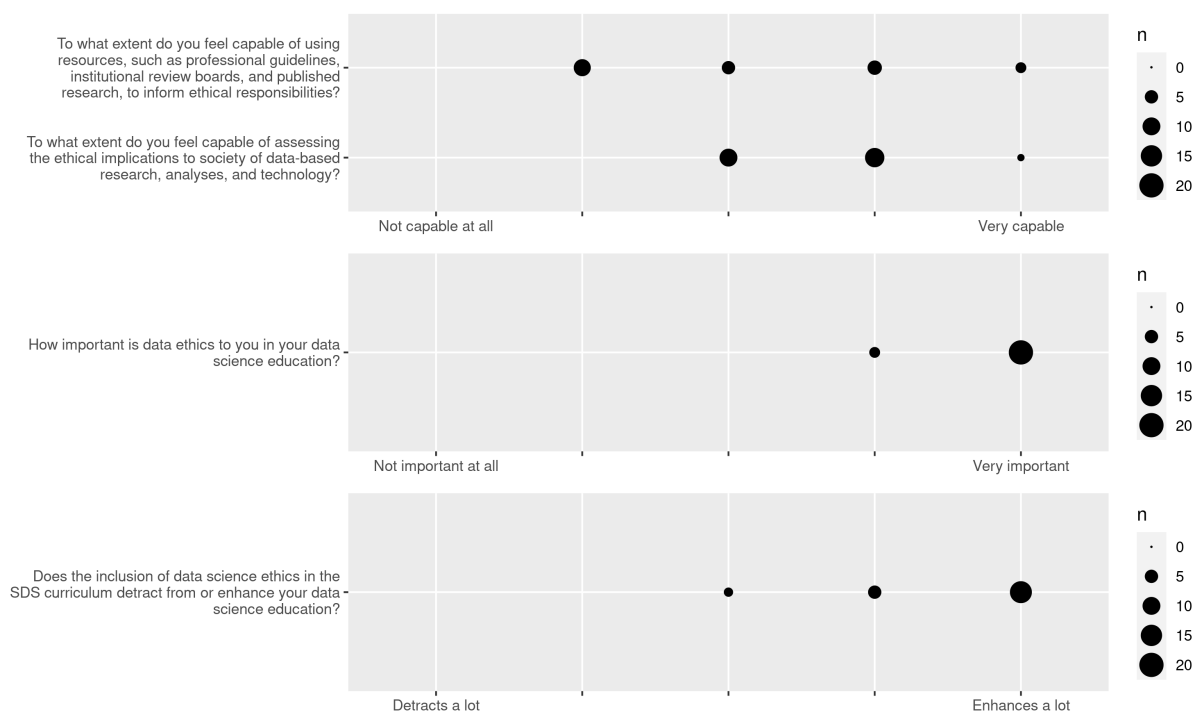 To what extent do you feel capable of using
resources, such as professional guidelines,
institutional review boards, and published
research, to inform ethical responsibilities?
To what extent do you feel capable of assessing
the ethical implications to society of data-based
research, analyses, and technology?
Not capable at all
Very capable
n
0
5
10
15
20
How important is data ethics to you in your data
science education?
Not important at all
Very important
n
0
5
10
15
20
Does the inclusion of data science ethics in the
SDS curriculum detract from or enhance your data
science education?
Detracts a lot
Enhances a lot
n
0
5
10
15
20